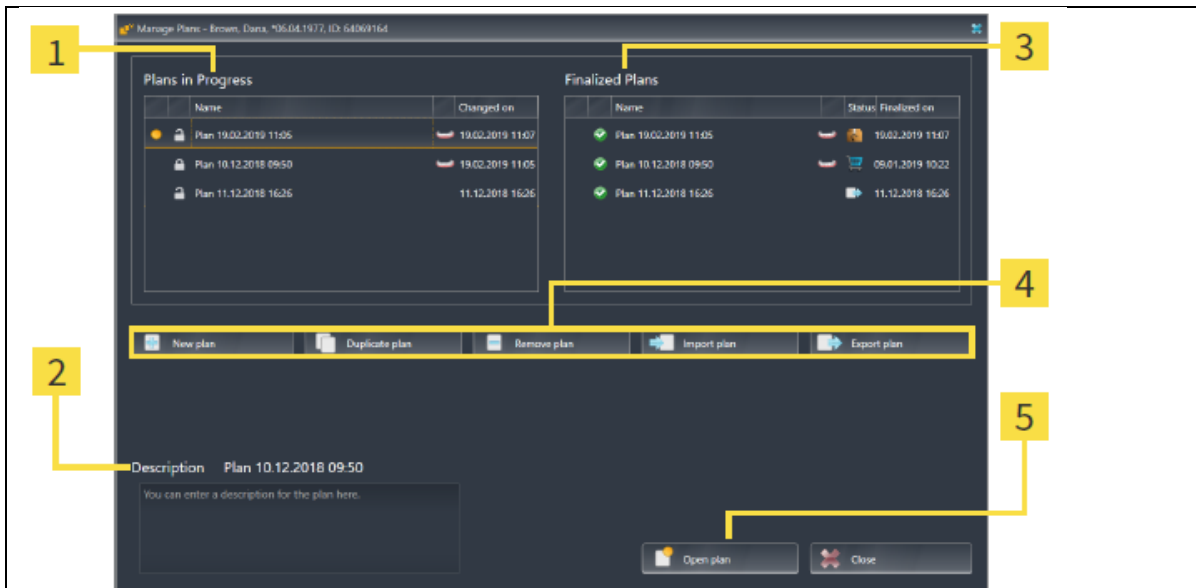 Manage Plans - Brown, Dana, *06.04.1977, ID: 64069164
1
3
Plans in Progress
Finalized Plans
Name Changed on
Name Status Finalized on
Plan 19.02.2019 11:05 19.02.2019 11:07
Plan 19.02.2019 11:05 19.02.2019 11:07
Plan 10.12.2018 09:50 19.02.2019 11:05
Plan 10.12.2018 09:50 09.01.2019 10:22
Plan 11.12.2018 16:26 11.12.2018 16:26
Plan 11.12.2018 16:26 11.12.2018 16:26
4
New plan Duplicate plan Remove plan Import plan Export plan
2
5
Description Plan 10.12.2018 09:50
You can enter a description for the plan here.
Open plan Close